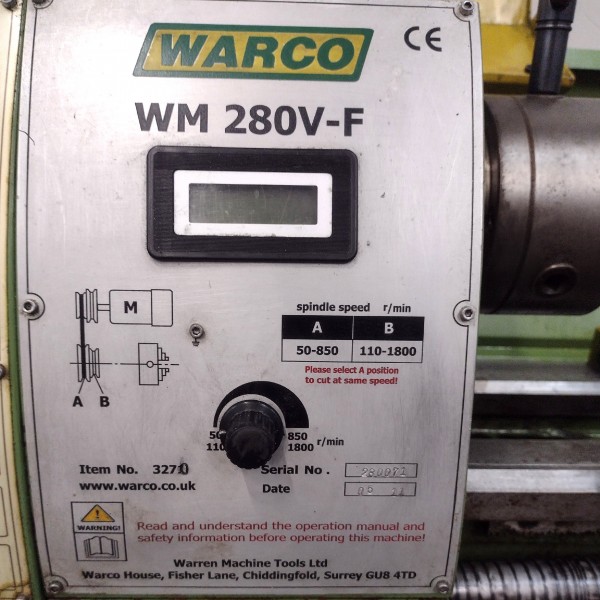 WARCO
CE
WM 280V-F
M
A B
spindle speed r/min
A B
50-850 110-1800
Please select A position
to cut at same speed!
850
110 1800 r/min
Item No. 3270
www.warco.co.uk
Serial No.
Date
WARNING!
Read and understand the operation manual and
safety information before operating this machine!
Warren Machine Tools Ltd
Warco House, Fisher Lane, Chiddingfold, Surrey GU8 4TD